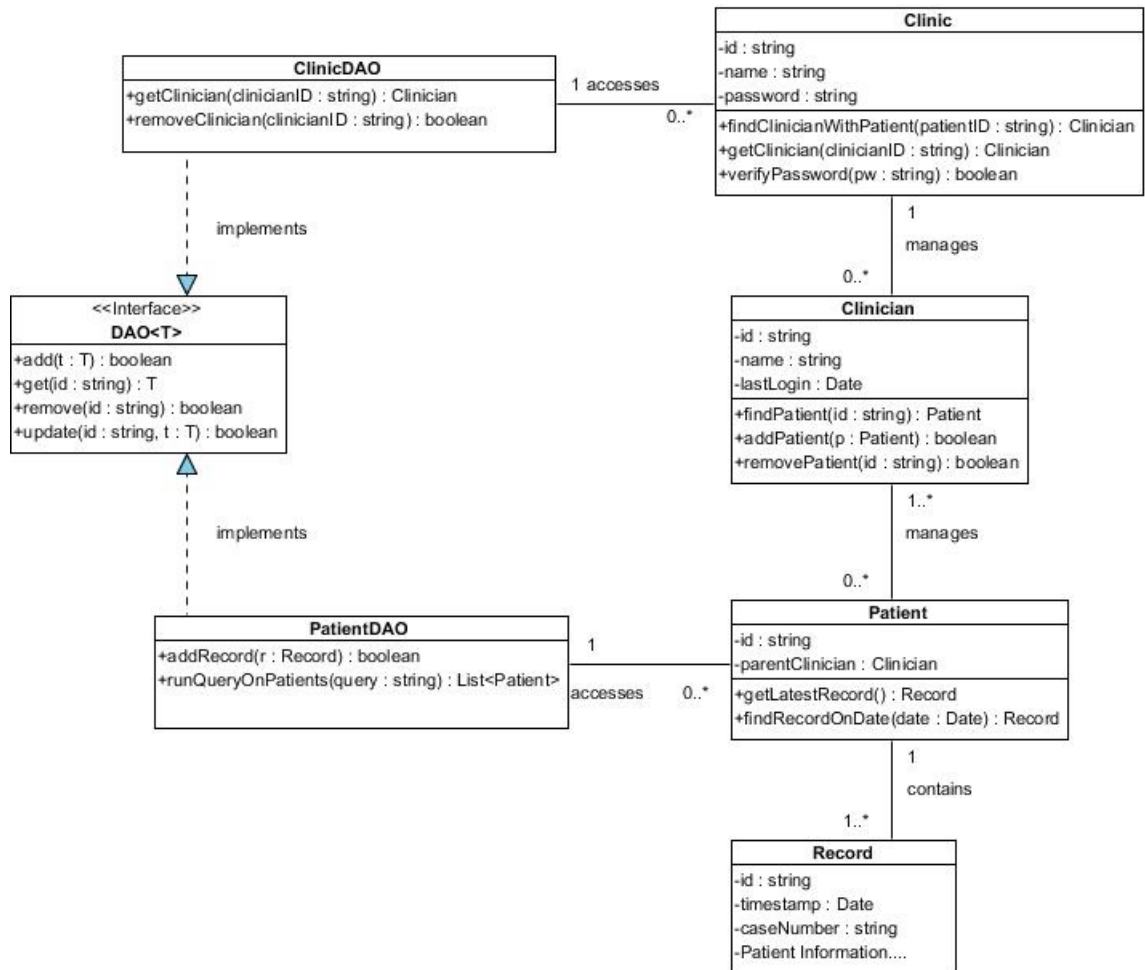 Clinic
-id : string
-name : string
-password : string
+findClinicianWithPatient(patientID : string) : Clinician
+getClinician(clinicianID : string) : Clinician
+verifyPassword(pw : string) : boolean
ClinicDAO
+getClinician(clinicianID : string) : Clinician
+removeClinician(clinicianID : string) : boolean
1 accesses
0..*
implements
1
manages
0..*
<<Interface>>
DAO<T>
+add(t : T) : boolean
+get(id : string) : T
+remove(id : string) : boolean
+update(id : string, t : T) : boolean
Clinician
-id : string
-name : string
-lastLogin : Date
+findPatient(id : string) : Patient
+addPatient(p : Patient) : boolean
+removePatient(id : string) : boolean
implements
1..*
manages
0..*
PatientDAO
+addRecord(r : Record) : boolean
+runQueryOnPatients(query : string) : List<Patient>
1
accesses
0..*
Patient
-id : string
-parentClinician : Clinician
+getLatestRecord() : Record
+findRecordOnDate(date : Date) : Record
1
contains
1..*
Record
-id : string
-timestamp : Date
-caseNumber : string
-Patient Information....